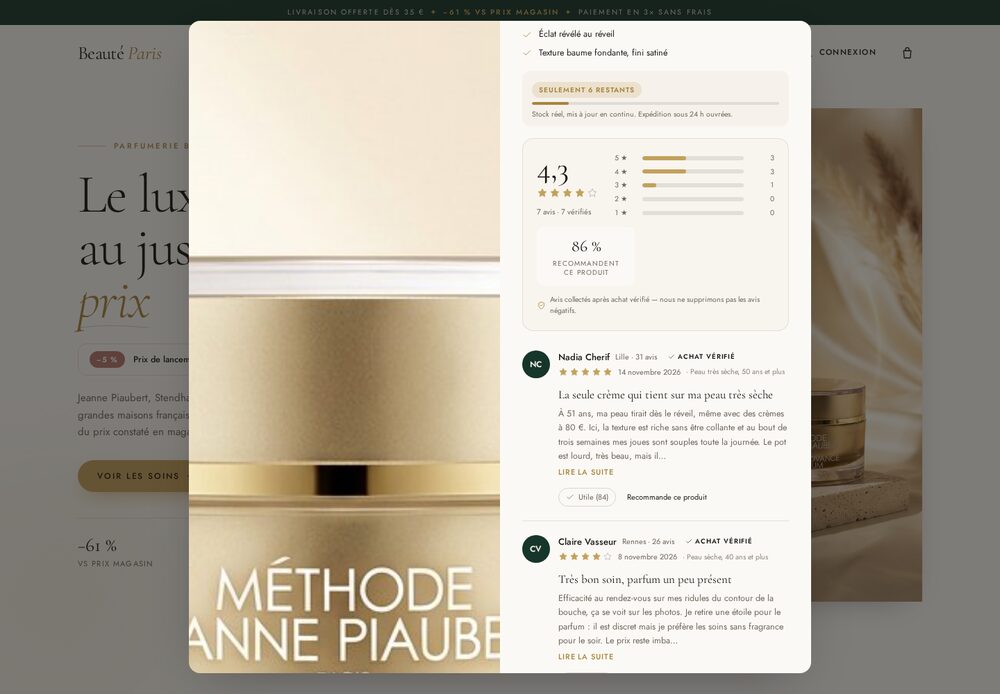 LIVRAISON OFFERTE DÈS 35 € ✦ −61 % VS PRIX MAGASIN ✦ PAIEMENT EN 3× SANS FRAIS
Beauté Paris
CONNEXION
PARFUMERIE B
Le lux
au jus
prix
−5 % Prix de lancem
Jeanne Piaubert, Stendha
grandes maisons français
du prix constaté en maga
VOIR LES SOINS
−61 %
VS PRIX MAGASIN
MÉTHODE
ANNE PIAUBE
PARIS
Éclat révélé au réveil
Texture baume fondante, fini satiné
SEULEMENT 6 RESTANTS
Stock réel, mis à jour en continu. Expédition sous 24 h ouvrées.
4,3
7 avis · 7 vérifiés
5 ★ 3
4 ★ 3
3 ★ 1
2 ★ 0
1 ★ 0
86 %
RECOMMANDENT
CE PRODUIT
Avis collectés après achat vérifié — nous ne supprimons pas les avis
négatifs.
NC
Nadia Cherif Lille · 31 avis ACHAT VÉRIFIÉ
14 novembre 2026 · Peau très sèche, 50 ans et plus
La seule crème qui tient sur ma peau très sèche
À 51 ans, ma peau tirait dès le réveil, même avec des crèmes
à 80 €. Ici, la texture est riche sans être collante et au bout de
trois semaines mes joues sont souples toute la journée. Le pot
est lourd, très beau, mais il...
LIRE LA SUITE
Utile (84) Recommande ce produit
CV
Claire Vasseur Rennes · 26 avis ACHAT VÉRIFIÉ
8 novembre 2026 · Peau sèche, 40 ans et plus
Très bon soin, parfum un peu présent
Efficacité au rendez-vous sur mes ridules du contour de la
bouche, ça se voit sur les photos. Je retire une étoile pour le
parfum : il est discret mais je préfère les soins sans fragrance
pour le soir. Le prix reste imba...
LIRE LA SUITE